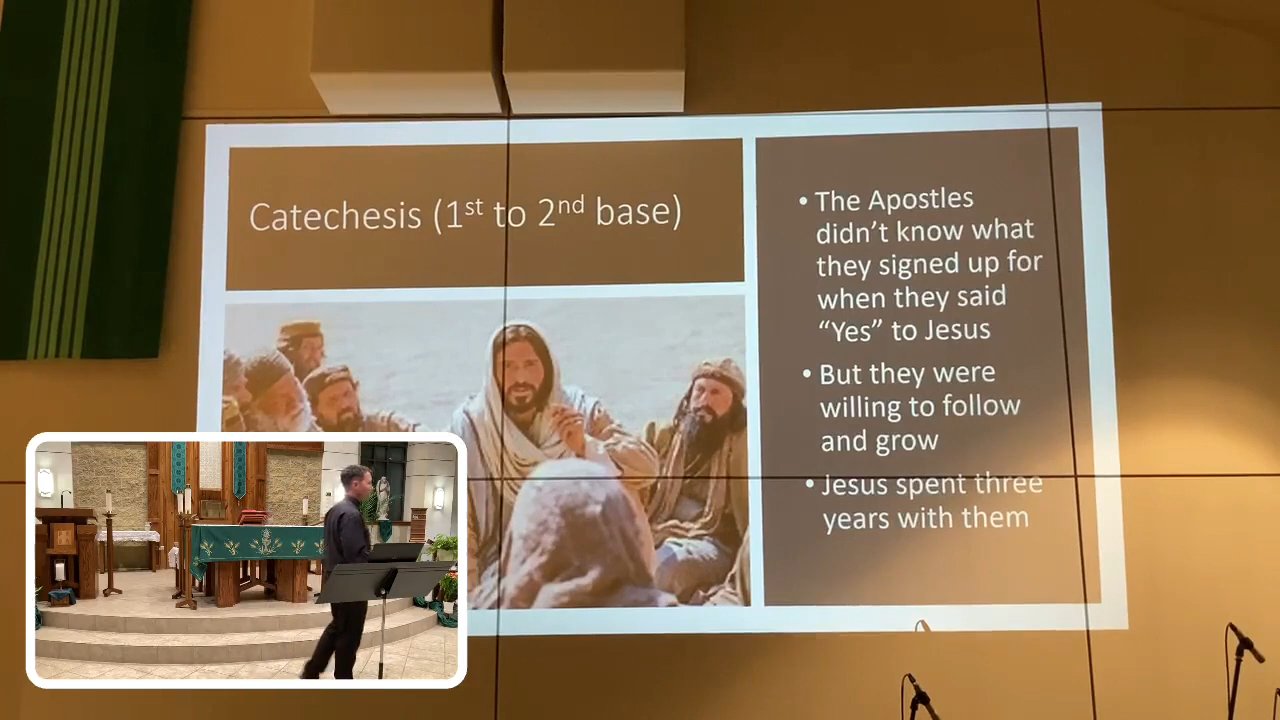 Catechesis (1st to 2nd base)
• The Apostles
didn’t know what
they signed up for
when they said
“Yes” to Jesus
• But they were
willing to follow
and grow
• Jesus spent three
years with them